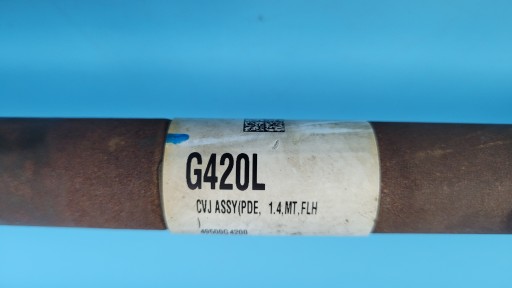 G420L
CVJ ASSY(PDE, 1.4,MT,FLH
)